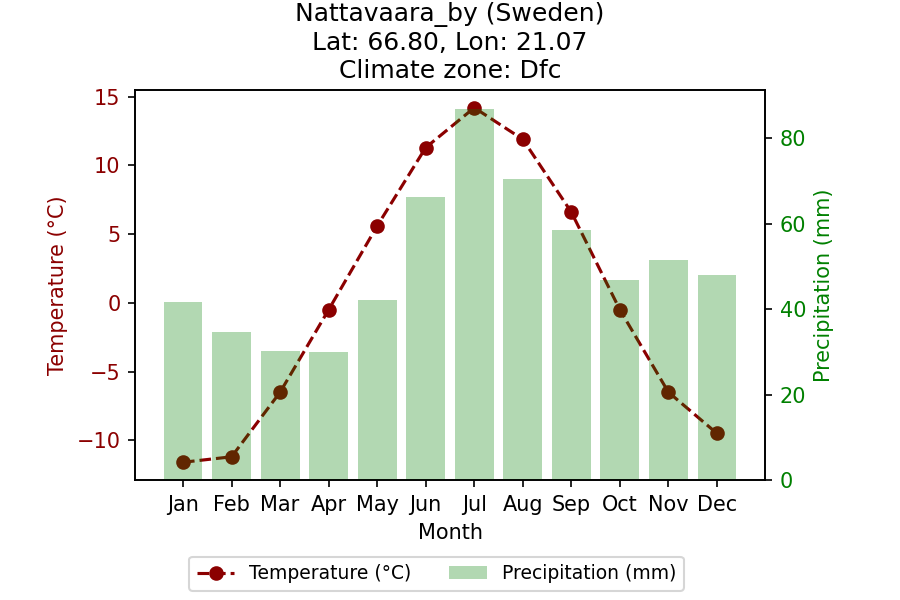 Nattavaara_by (Sweden)
Lat: 66.80, Lon: 21.07
Climate zone: Dfc
Temperature (°C)
15
10
5
0
−5
−10
Precipitation (mm)
80
60
40
20
0
Jan Feb Mar Apr May Jun Jul Aug Sep Oct Nov Dec
Month
Temperature (°C) Precipitation (mm)